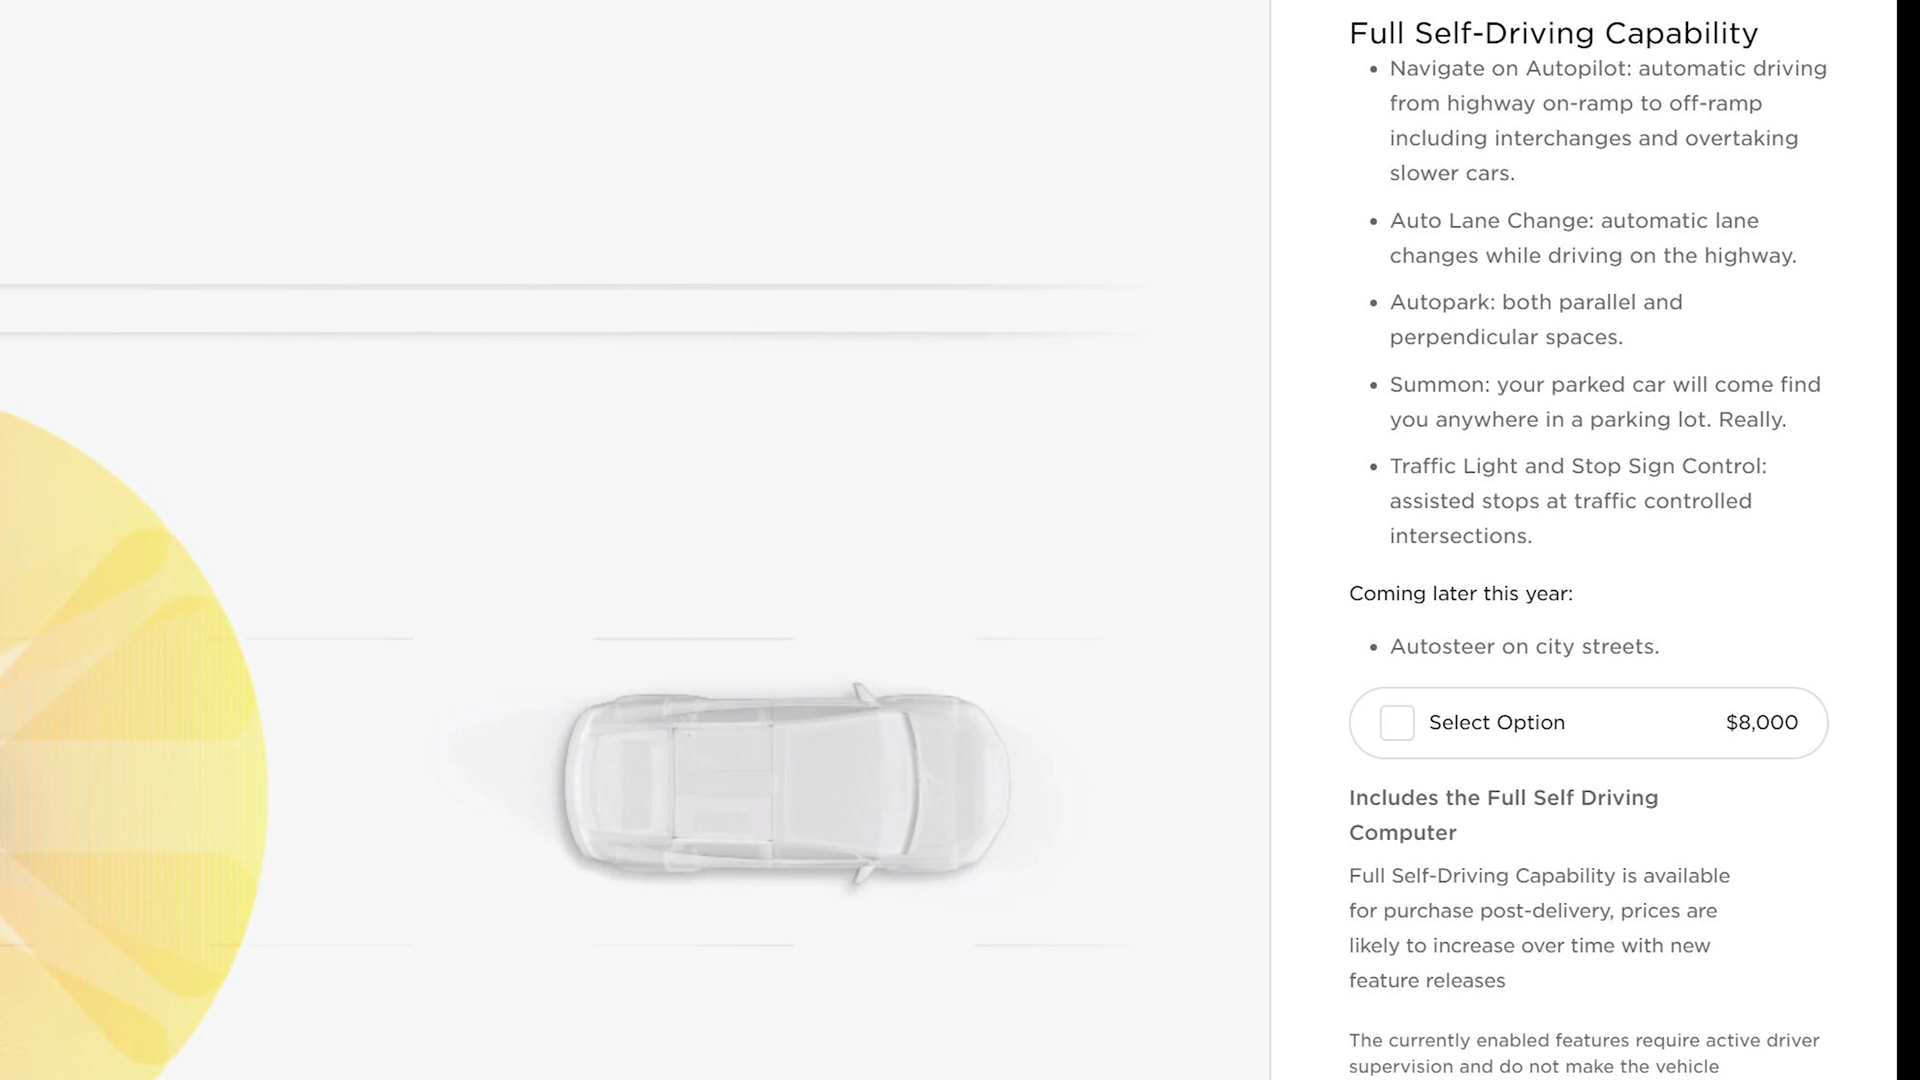 Full Self-Driving Capability
• Navigate on Autopilot: automatic driving
from highway on-ramp to off-ramp
including interchanges and overtaking
slower cars.
• Auto Lane Change: automatic lane
changes while driving on the highway.
• Autopark: both parallel and
perpendicular spaces.
• Summon: your parked car will come find
you anywhere in a parking lot. Really.
• Traffic Light and Stop Sign Control:
assisted stops at traffic controlled
intersections.
Coming later this year:
• Autosteer on city streets.
Select Option $8,000
Includes the Full Self Driving
Computer
Full Self-Driving Capability is available
for purchase post-delivery, prices are
likely to increase over time with new
feature releases
The currently enabled features require active driver
supervision and do not make the vehicle